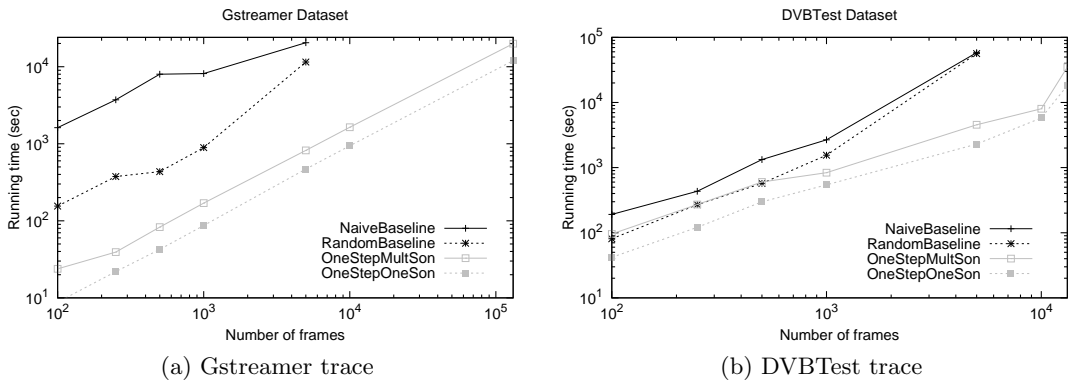 Gstreamer Dataset
10^4
10^3
10^2
10^1
Running time (sec)
NaiveBaseline
RandomBaseline
OneStepMultSon
OneStepOneSon
10^2
10^3
10^4
10^5
Number of frames
(a) Gstreamer trace
DVBTest Dataset
10^5
10^4
10^3
10^2
10^1
Running time (sec)
NaiveBaseline
RandomBaseline
OneStepMultSon
OneStepOneSon
10^2
10^3
10^4
Number of frames
(b) DVBTest trace